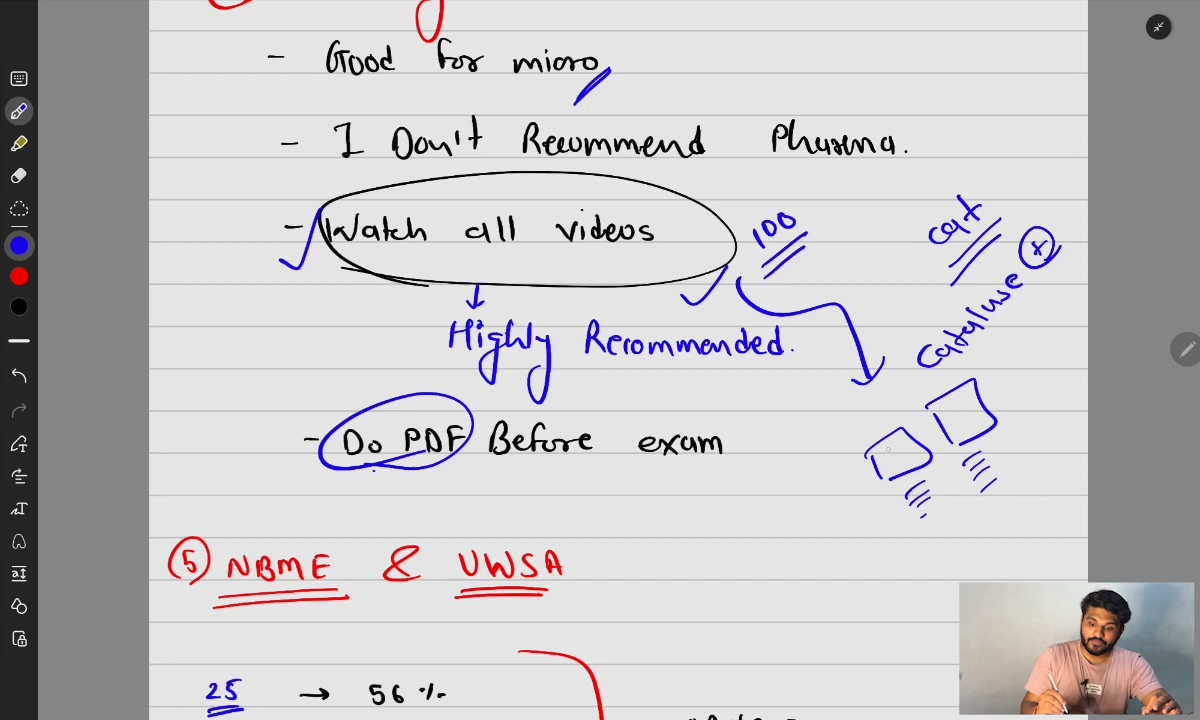 - Good for micro
- I Don't Recommend Pharma.
- Watch all videos
100
cat
catalase +
Highly Recommended.
- Do PDF Before exam
5 NBME & UWSA
25 → 56 %